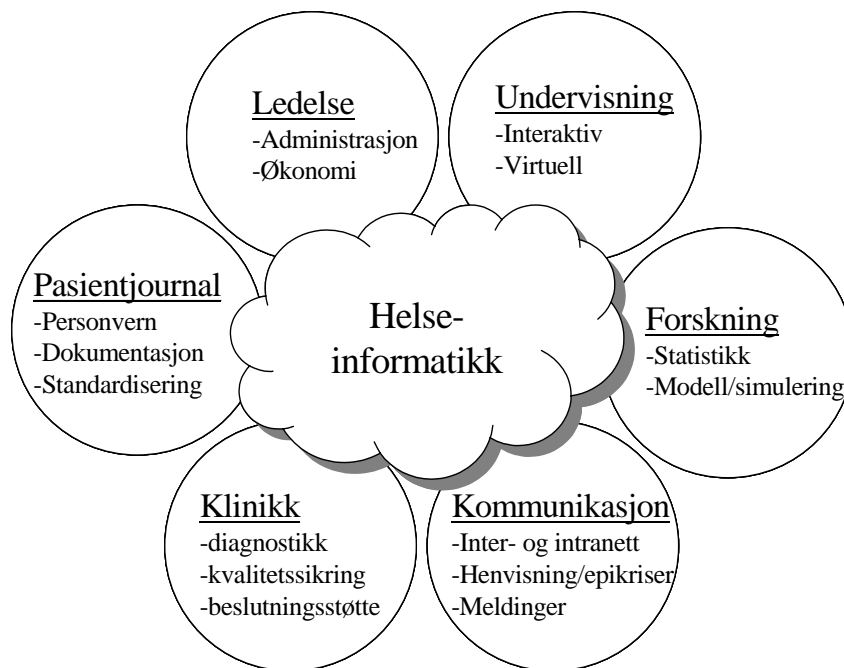 Ledelse
-Administrasjon
-Økonomi
Undervisning
-Interaktiv
-Virtuell
Pasientjournal
-Personvern
-Dokumentasjon
-Standardisering
Helse-
informatikk
Forskning
-Statistikk
-Modell/simulering
Klinikk
-diagnostikk
-kvalitetssikring
-beslutningsstøtte
Kommunikasjon
-Inter- og intranett
-Henvisning/epikriser
-Meldinger